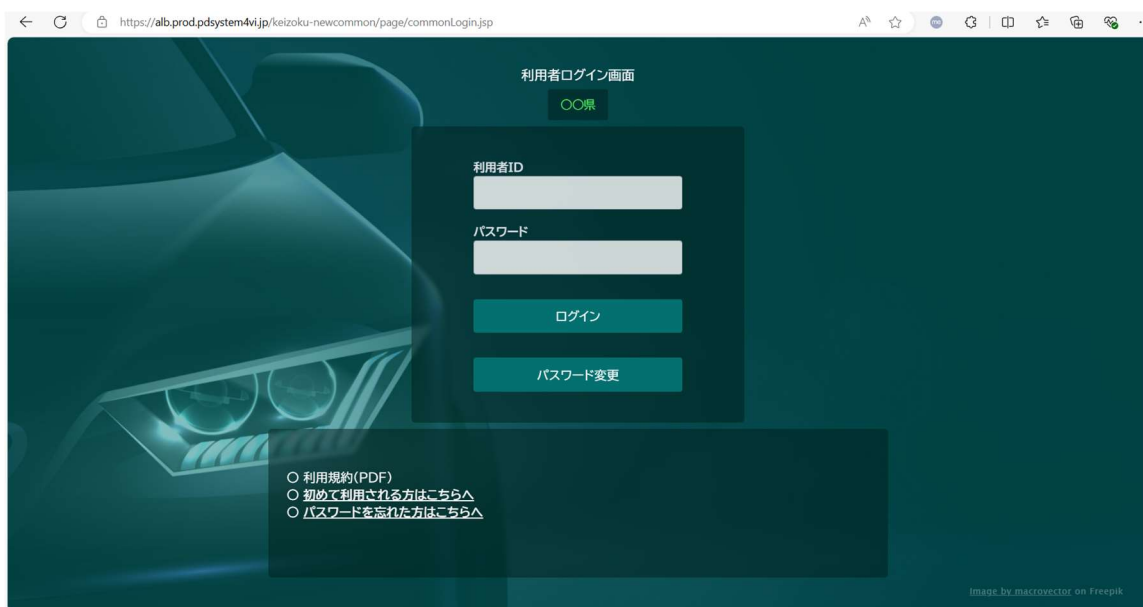 https://alb.prod.pdsystem4vi.jp/keizoku-newcommon/page/commonLogin.jsp
利用者ログイン画面
〇〇県
利用者ID
パスワード
ログイン
パスワード変更
〇 利用規約(PDF)
〇 初めて利用される方はこちらへ
〇 パスワードを忘れた方はこちらへ
Image by macrovector on Freepik